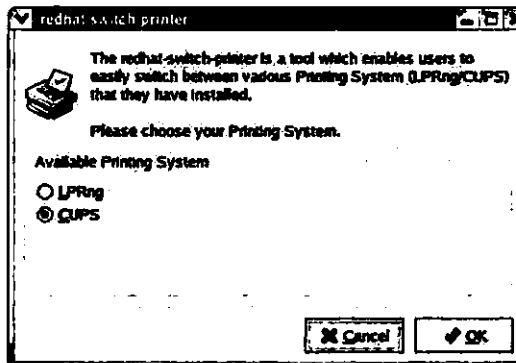 redhat switch printer
The redhat-switch-printer is a tool which enables users to
easily switch between various Printing System (LPRng/CUPS)
that they have installed.
Please choose your Printing System.
Available Printing System
LPRng
CUPS
Cancel
OK